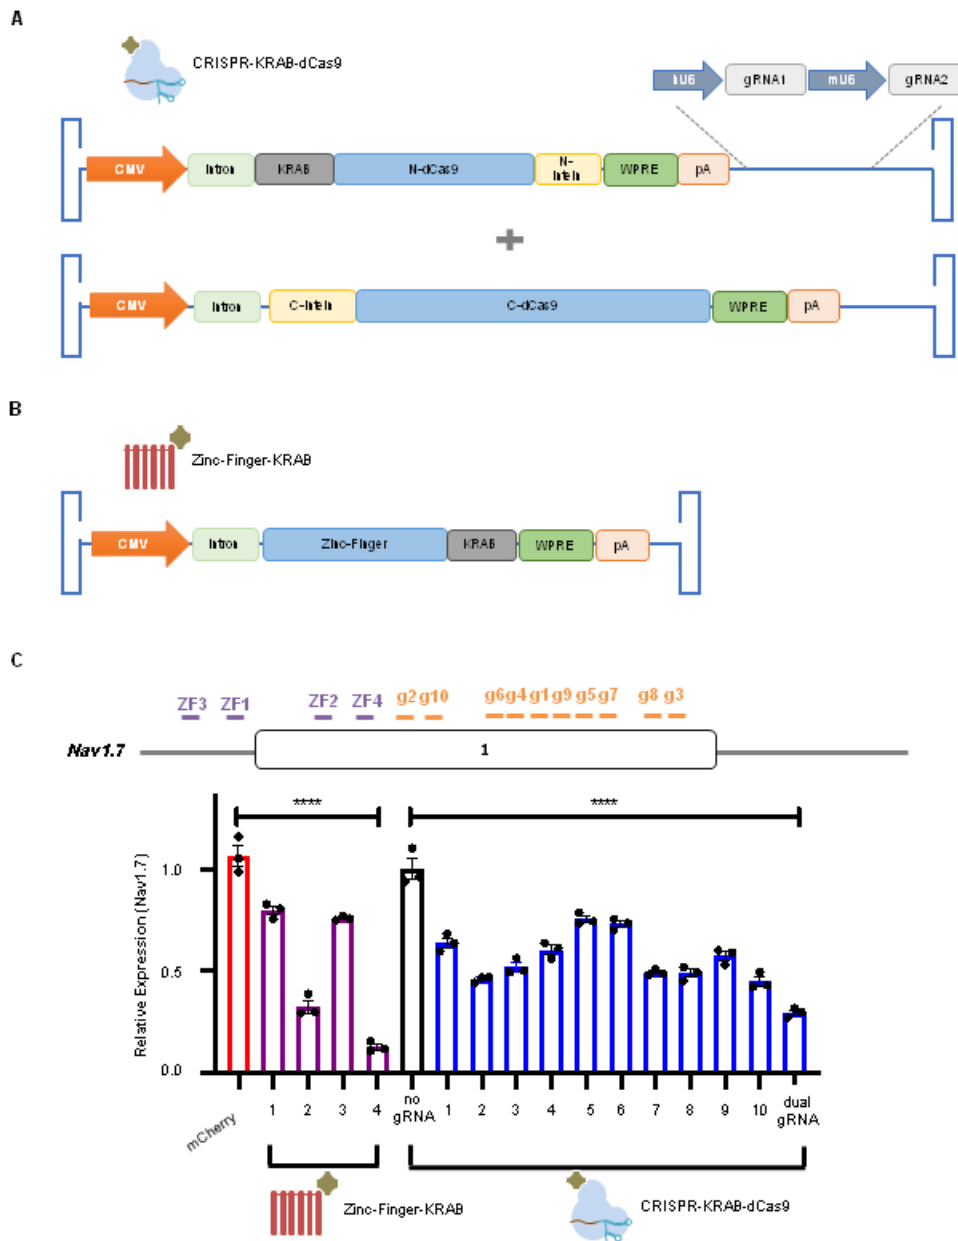 A
CRISPR-KRAB-dCas9
hU6 gRNA1 mU6 gRNA2
CMV Intron KRAB N-dCas9 N-Intein WPRE pA
+
CMV Intron C-Intein C-dCas9 WPRE pA
B
Zinc-Finger-KRAB
CMV Intron Zinc-Finger KRAB WPRE pA
C
ZF3 ZF1 ZF2 ZF4 g2 g10 g6 g4 g1 g9 g5 g7 g8 g3
Nav1.7 1
**** ****
Relative Expression (Nav1.7)
1.0
0.5
0.0
mCherry 1 2 3 4 no gRNA 1 2 3 4 5 6 7 8 9 10 dual gRNA
Zinc-Finger-KRAB CRISPR-KRAB-dCas9